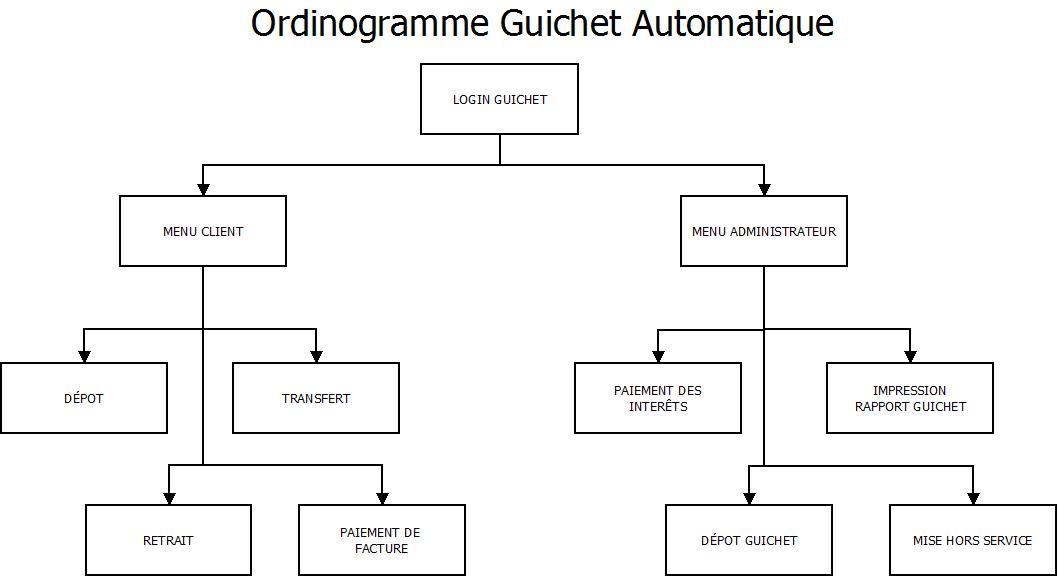 Ordinogramme Guichet Automatique
LOGIN GUICHET
MENU CLIENT
MENU ADMINISTRATEUR
DÉPOT
TRANSFERT
PAIEMENT DES
INTERÊTS
IMPRESSION
RAPPORT GUICHET
RETRAIT
PAIEMENT DE
FACTURE
DÉPOT GUICHET
MISE HORS SERVICE